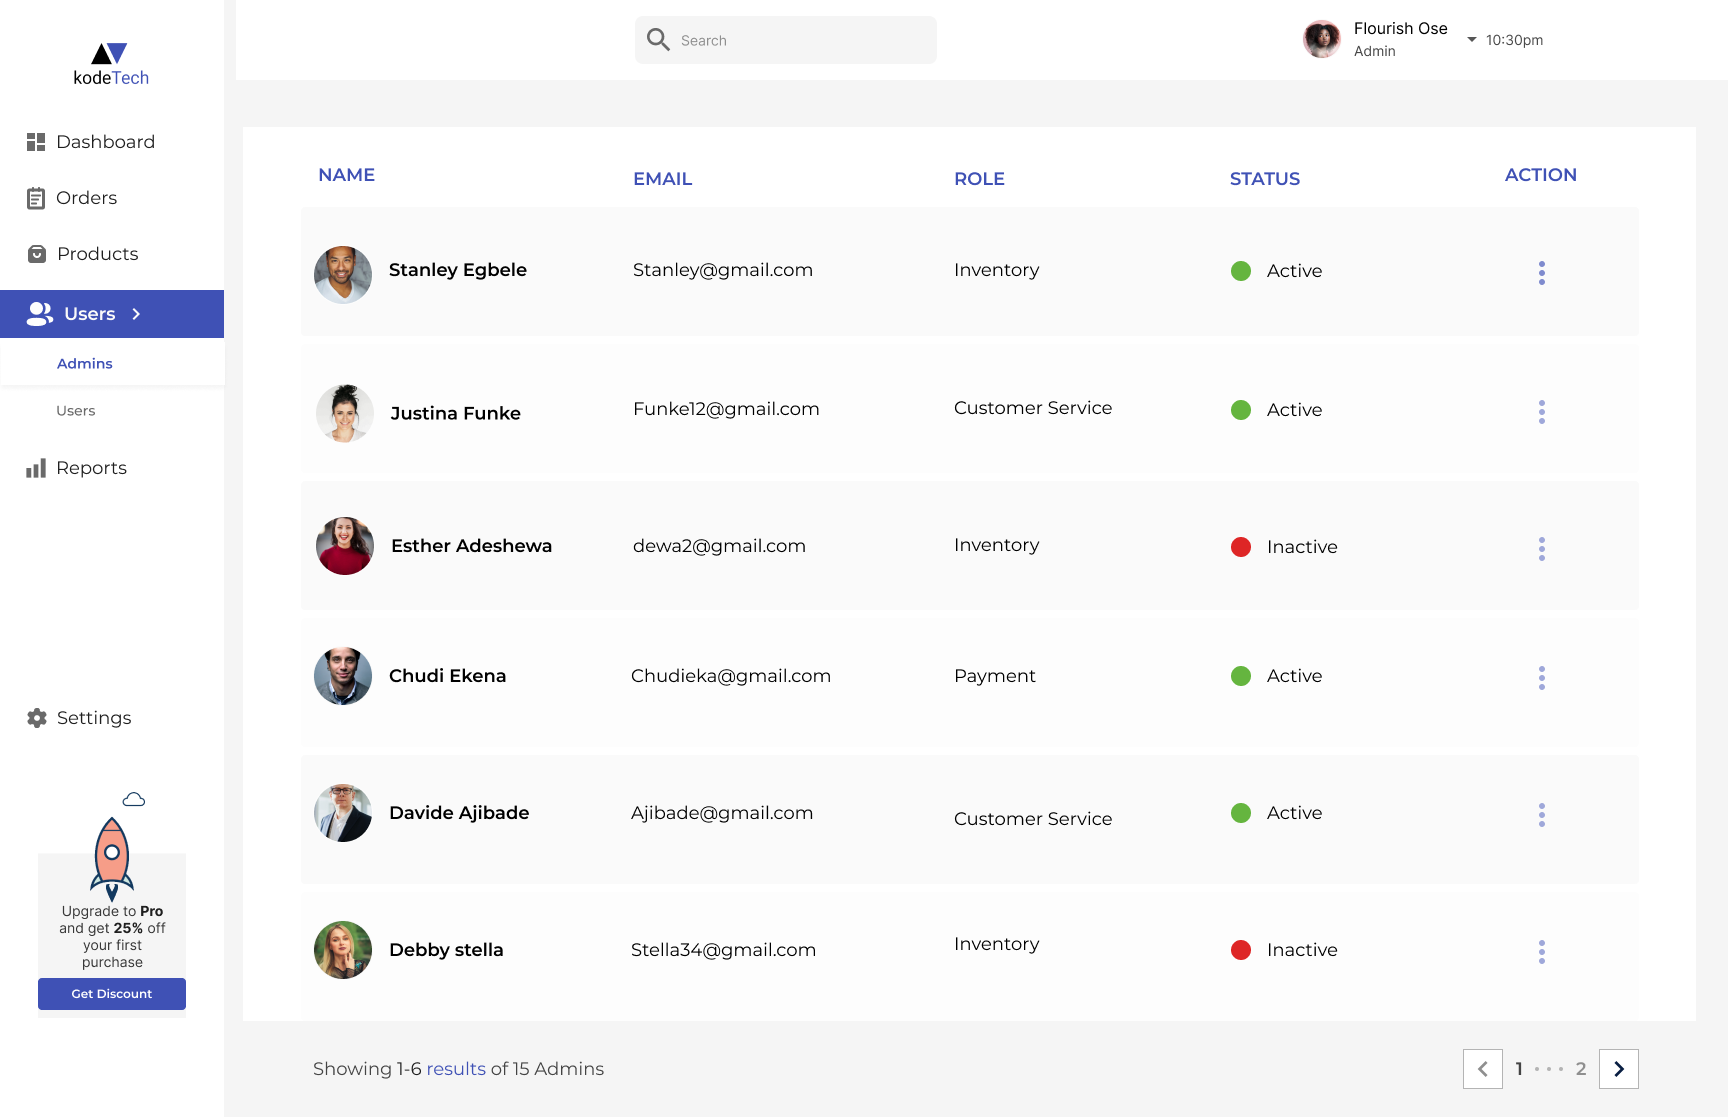 kodeTech
Search
Flourish Ose
Admin
10:30pm
Dashboard
Orders
Products
Users
Admins
Users
Reports
Settings
Upgrade to Pro
and get 25% off
your first
purchase
Get Discount
NAME EMAIL ROLE STATUS ACTION
Stanley Egbele Stanley@gmail.com Inventory Active
Justina Funke Funke12@gmail.com Customer Service Active
Esther Adeshewa dewa2@gmail.com Inventory Inactive
Chudi Ekena Chudieka@gmail.com Payment Active
Davide Ajibade Ajibade@gmail.com Customer Service Active
Debby stella Stella34@gmail.com Inventory Inactive
Showing 1-6 results of 15 Admins
1 ... 2